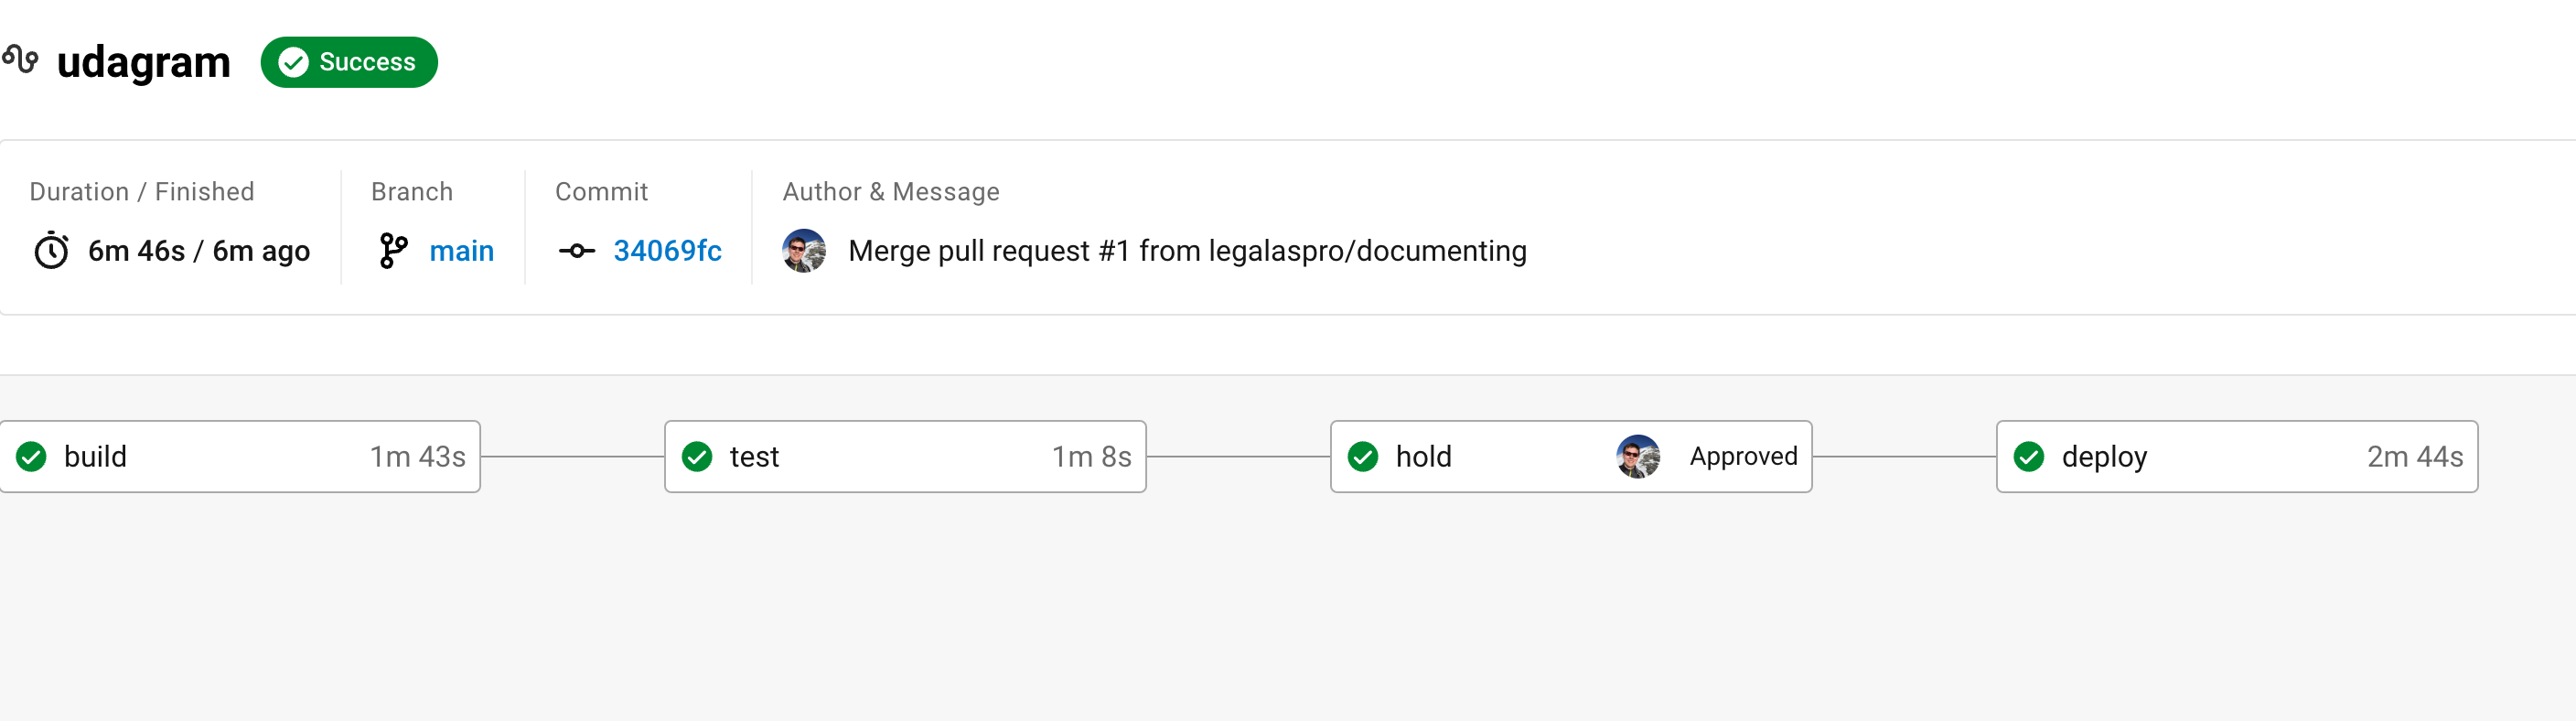 udagram Success
Duration / Finished Branch Commit Author & Message
6m 46s / 6m ago main 34069fc Merge pull request #1 from legalaspro/documenting
build 1m 43s test 1m 8s hold Approved deploy 2m 44s